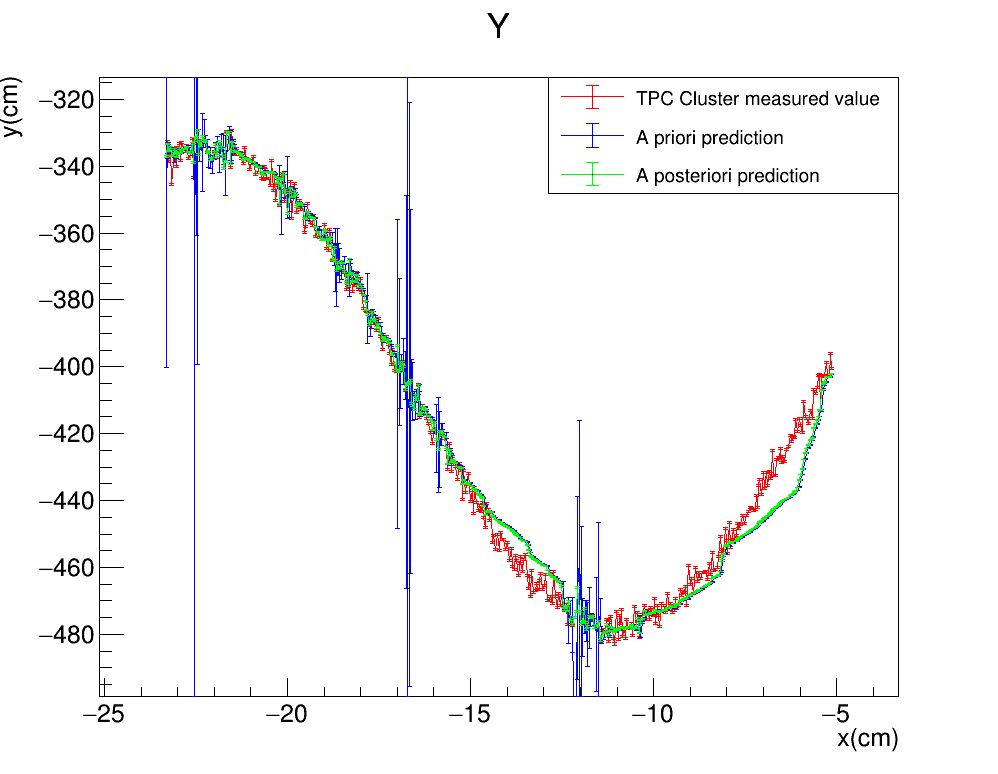 Y
y(cm)
−320
−340
−360
−380
−400
−420
−440
−460
−480
TPC Cluster measured value
A priori prediction
A posteriori prediction
−25 −20 −15 −10 −5
x(cm)